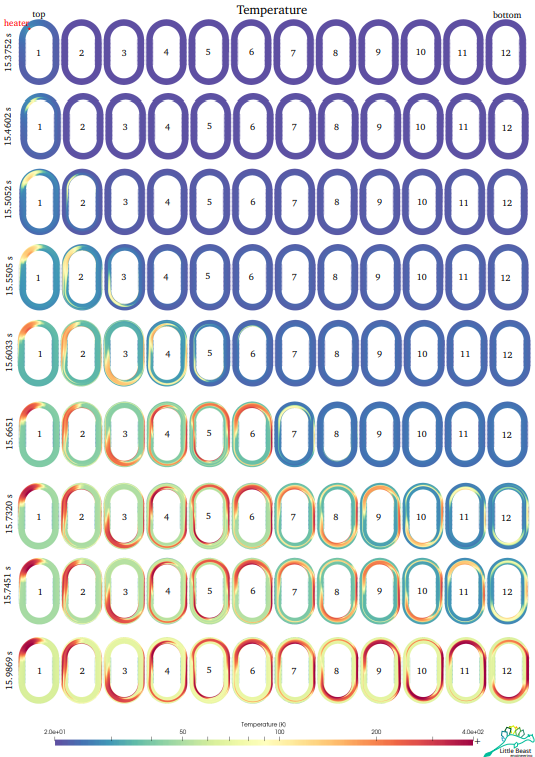 Temperature
heater top bottom
15.3752 s 1 2 3 4 5 6 7 8 9 10 11 12
15.4602 s 1 2 3 4 5 6 7 8 9 10 11 12
15.5052 s 1 2 3 4 5 6 7 8 9 10 11 12
15.5505 s 1 2 3 4 5 6 7 8 9 10 11 12
15.6033 s 1 2 3 4 5 6 7 8 9 10 11 12
15.6651 1 2 3 4 5 6 7 8 9 10 11 12
15.7320 s 1 2 3 4 5 6 7 8 9 10 11 12
15.7451 s 1 2 3 4 5 6 7 8 9 10 11 12
15.9869 s 1 2 3 4 5 6 7 8 9 10 11 12
Temperature (K)
2.0e+01 50 100 200 4.0e+02
Little Beast
engineering